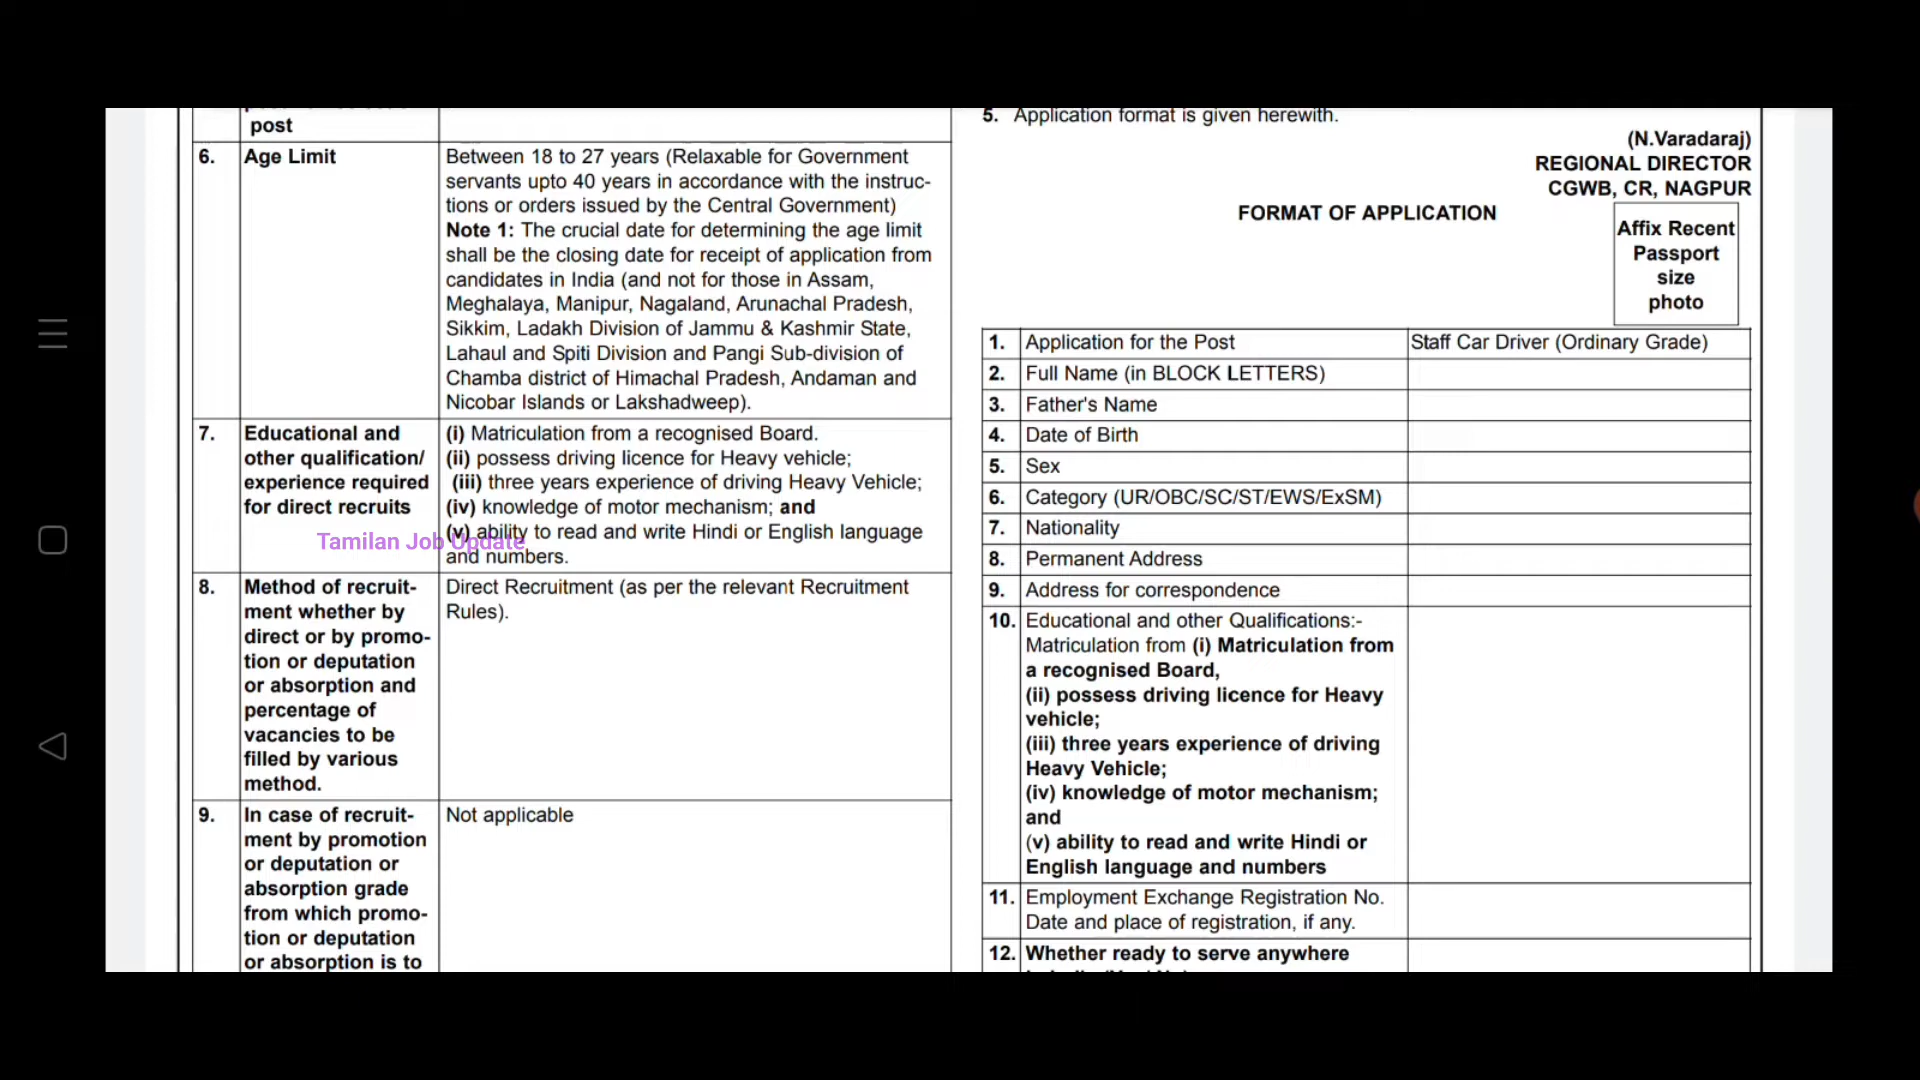 post
6. Age Limit
Between 18 to 27 years (Relaxable for Government
servants upto 40 years in accordance with the instruc-
tions or orders issued by the Central Government)
Note 1: The crucial date for determining the age limit
shall be the closing date for receipt of application from
candidates in India (and not for those in Assam,
Meghalaya, Manipur, Nagaland, Arunachal Pradesh,
Sikkim, Ladakh Division of Jammu & Kashmir State,
Lahaul and Spiti Division and Pangi Sub-division of
Chamba district of Himachal Pradesh, Andaman and
Nicobar Islands or Lakshadweep).
7. Educational and
other qualification/
experience required
for direct recruits
(i) Matriculation from a recognised Board.
(ii) possess driving licence for Heavy vehicle;
(iii) three years experience of driving Heavy Vehicle;
(iv) knowledge of motor mechanism; and
(v) ability to read and write Hindi or English language
and numbers.
Tamilan Job Update
8. Method of recruit-
ment whether by
direct or by promo-
tion or deputation
or absorption and
percentage of
vacancies to be
filled by various
method.
Direct Recruitment (as per the relevant Recruitment
Rules).
9. In case of recruit-
ment by promotion
or deputation or
absorption grade
from which promo-
tion or deputation
or absorption is to
Not applicable
5. Application format is given herewith.
(N.Varadaraj)
REGIONAL DIRECTOR
CGWB, CR, NAGPUR
FORMAT OF APPLICATION
Affix Recent
Passport
size
photo
1. Application for the Post Staff Car Driver (Ordinary Grade)
2. Full Name (in BLOCK LETTERS)
3. Father's Name
4. Date of Birth
5. Sex
6. Category (UR/OBC/SC/ST/EWS/ExSM)
7. Nationality
8. Permanent Address
9. Address for correspondence
10. Educational and other Qualifications:-
Matriculation from (i) Matriculation from
a recognised Board,
(ii) possess driving licence for Heavy
vehicle;
(iii) three years experience of driving
Heavy Vehicle;
(iv) knowledge of motor mechanism;
and
(v) ability to read and write Hindi or
English language and numbers
11. Employment Exchange Registration No.
Date and place of registration, if any.
12. Whether ready to serve anywhere